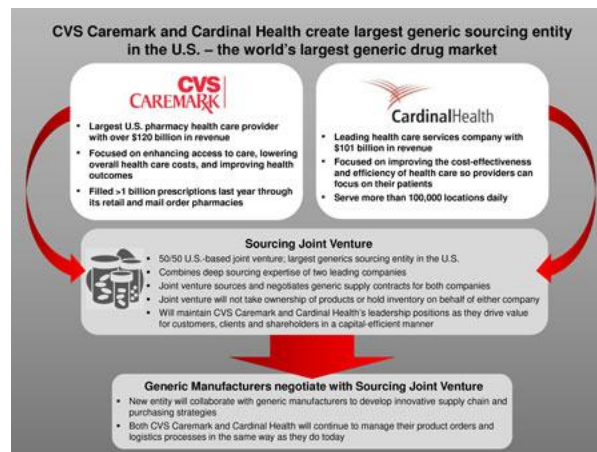 CVS Caremark and Cardinal Health create largest generic sourcing entity
in the U.S. – the world's largest generic drug market
CVS
CAREMARK
• Largest U.S. pharmacy health care provider
with over $120 billion in revenue
• Focused on enhancing access to care, lowering
overall health care costs, and improving health
outcomes
• Filled >1 billion prescriptions last year through
its retail and mail order pharmacies
CardinalHealth
• Leading health care services company with
$101 billion in revenue
• Focused on improving the cost-effectiveness
and efficiency of health care so providers can
focus on their patients
• Serve more than 100,000 locations daily
Sourcing Joint Venture
• 50/50 U.S.-based joint venture; largest generics sourcing entity in the U.S.
• Combines deep sourcing expertise of two leading companies
• Joint venture sources and negotiates generic supply contracts for both companies
• Joint venture will not take ownership of products or hold inventory on behalf of either company
• Will maintain CVS Caremark and Cardinal Health's leadership positions as they drive value
for customers, clients and shareholders in a capital-efficient manner
Generic Manufacturers negotiate with Sourcing Joint Venture
• New entity will collaborate with generic manufacturers to develop innovative supply chain and
purchasing strategies
• Both CVS Caremark and Cardinal Health will continue to manage their product orders and
logistics processes in the same way as they do today